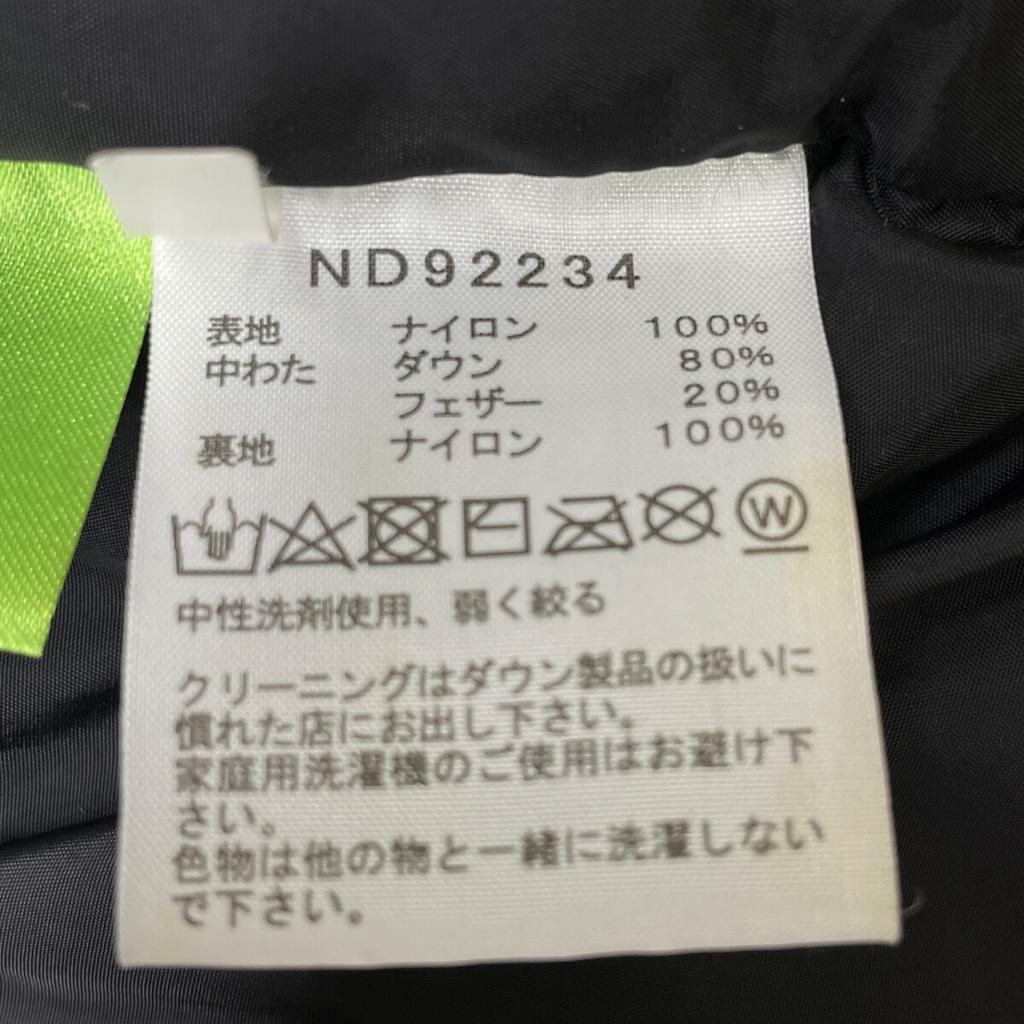 ND92234
表地 ナイロン 100%
中わた ダウン 80%
フェザー 20%
裏地 ナイロン 100%
W
中性洗剤使用、弱く絞る
クリーニングはダウン製品の扱いに
慣れた店にお出し下さい。
家庭用洗濯機のご使用はお避け下
さい。
色物は他の物と一緒に洗濯しない
で下さい。